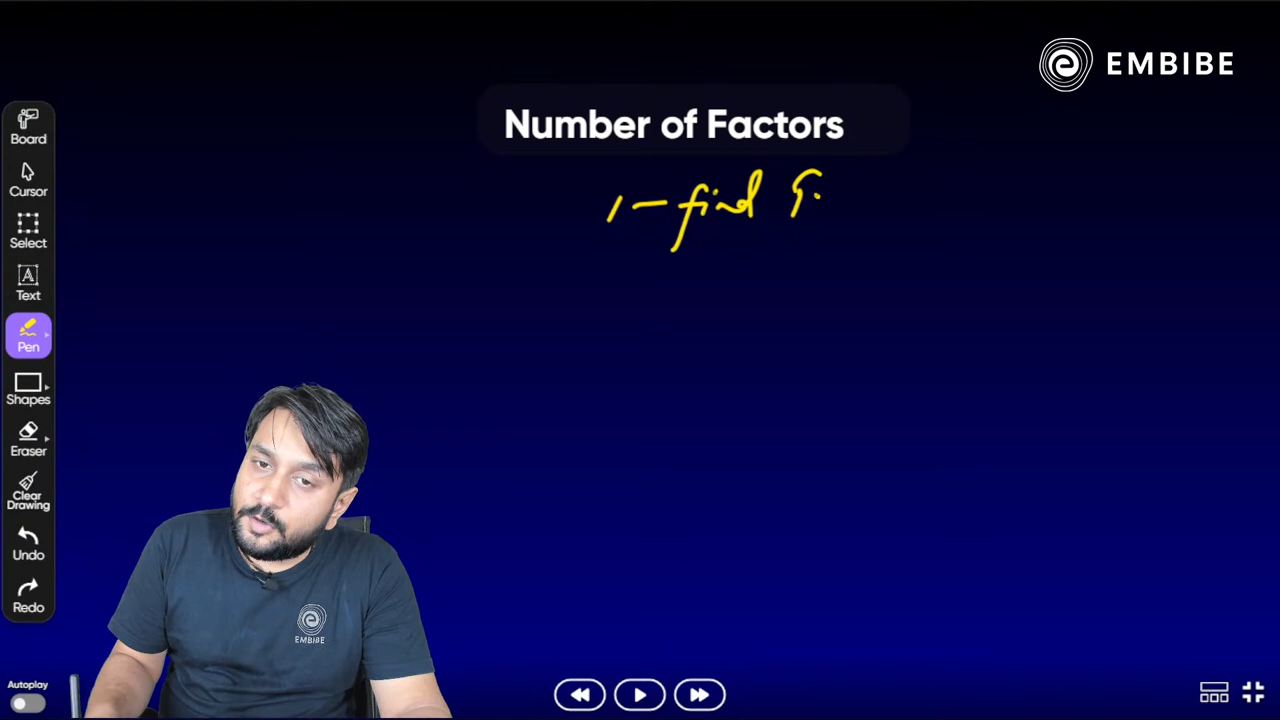 EMBIBE
Number of Factors
1 - find
Board
Cursor
Select
Text
Pen
Shapes
Eraser
Clear
Drawing
Undo
Redo
EMBIBE
Autoplay